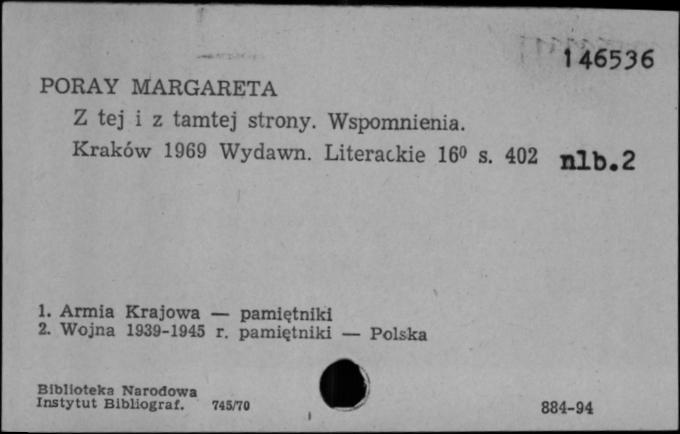 146536
PORAY MARGARETA
Z tej i z tamtej strony. Wspomnienia.
Kraków 1969 Wydawn. Literackie 16⁰ s. 402 nlb.2
1. Armia Krajowa — pamiętniki
2. Wojna 1939-1945 r. pamiętniki — Polska
Biblioteka Narodowa
Instytut Bibliograf. 745/70
884-94